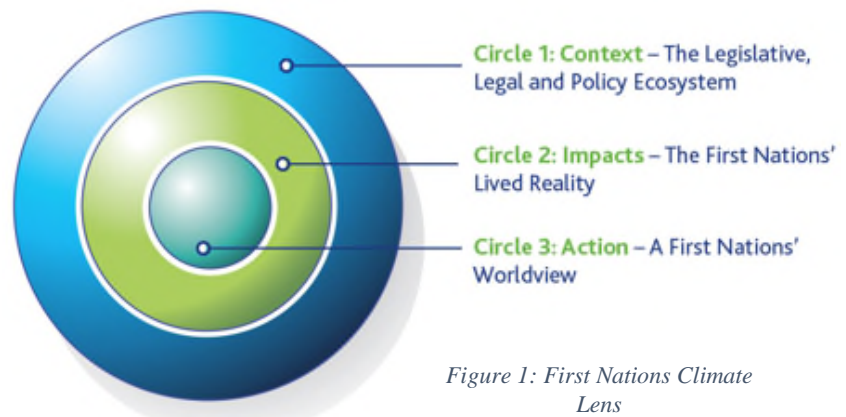 Circle 1: Context – The Legislative,
Legal and Policy Ecosystem
Circle 2: Impacts – The First Nations'
Lived Reality
Circle 3: Action – A First Nations'
Worldview
Figure 1: First Nations Climate
Lens